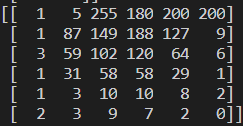 [[  1   5 255 180 200 200]
 [  1  87 149 188 127   9]
 [  3  59 102 120  64   6]
 [  1  31  58  58  29   1]
 [  1   3  10  10   8   2]
 [  2   3   9   7   2   0]]